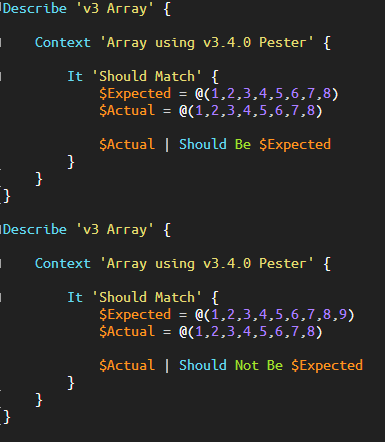 Describe 'v3 Array' {
Context 'Array using v3.4.0 Pester' {
It 'Should Match' {
$Expected = @(1,2,3,4,5,6,7,8)
$Actual = @(1,2,3,4,5,6,7,8)
$Actual | Should Be $Expected
}
}
}
Describe 'v3 Array' {
Context 'Array using v3.4.0 Pester' {
It 'Should Match' {
$Expected = @(1,2,3,4,5,6,7,8,9)
$Actual = @(1,2,3,4,5,6,7,8)
$Actual | Should Not Be $Expected
}
}
}